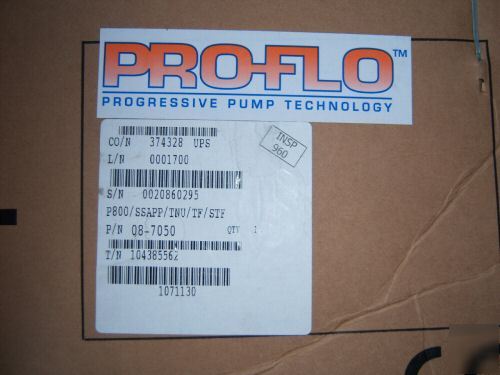 PRO-FLO™
PROGRESSIVE PUMP TECHNOLOGY
CO/N 374328 UPS
INSP
960
L/N 0001700
S/N 0020860295
P800/SSAPP/TNU/TF/STF
P/N 08-7050 QTY 1
T/N 104385562
1071130